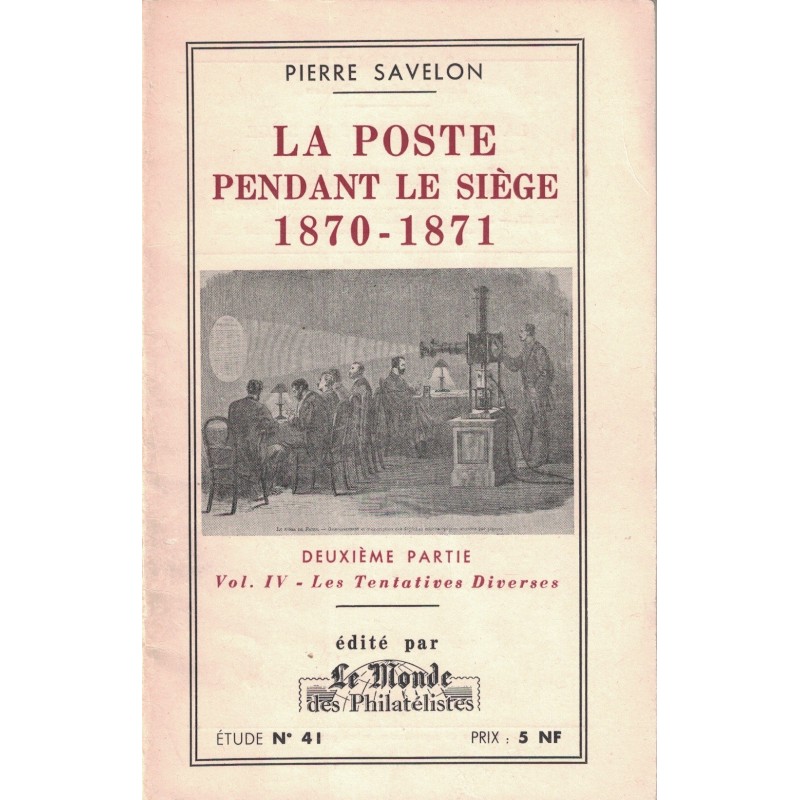 PIERRE SAVELON
LA POSTE
PENDANT LE SIÈGE
1870-1871
DEUXIÈME PARTIE
Vol. IV - Les Tentatives Diverses
édité par
Le Monde
des Philatélistes
ÉTUDE N° 41
PRIX : 5 NF